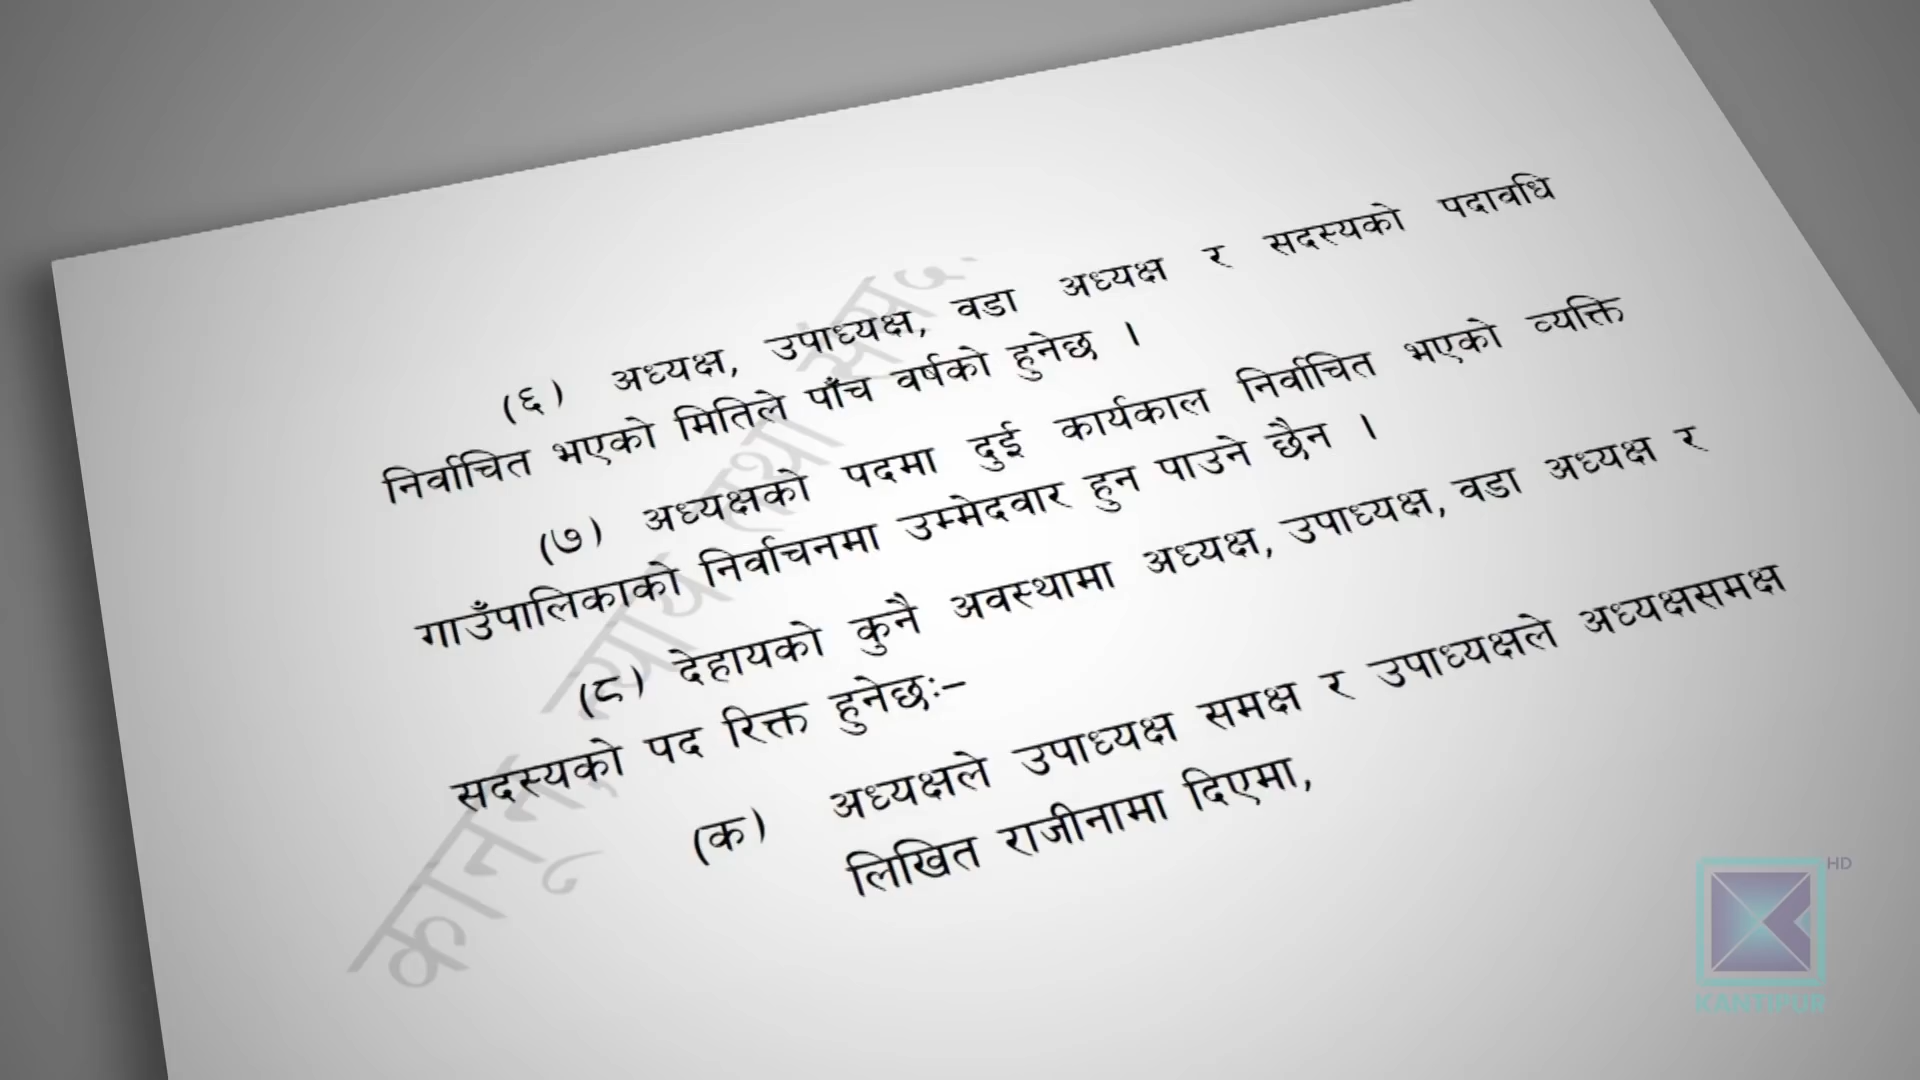 (६) अध्यक्ष, उपाध्यक्ष, वडा अध्यक्ष र सदस्यको पदावधि
निर्वाचित भएको मितिले पाँच वर्षको हुनेछ ।
(७) अध्यक्षको पदमा दुई कार्यकाल निर्वाचित भएको व्यक्ति
गाउँपालिकाको निर्वाचनमा उम्मेदवार हुन पाउने छैन ।
(८) देहायको कुनै अवस्थामा अध्यक्ष, उपाध्यक्ष, वडा अध्यक्ष र
सदस्यको पद रिक्त हुनेछः–
(क) अध्यक्षले उपाध्यक्ष समक्ष र उपाध्यक्षले अध्यक्षसमक्ष
लिखित राजीनामा दिएमा,
कानून, न्याय तथा
HD
KANTIPUR